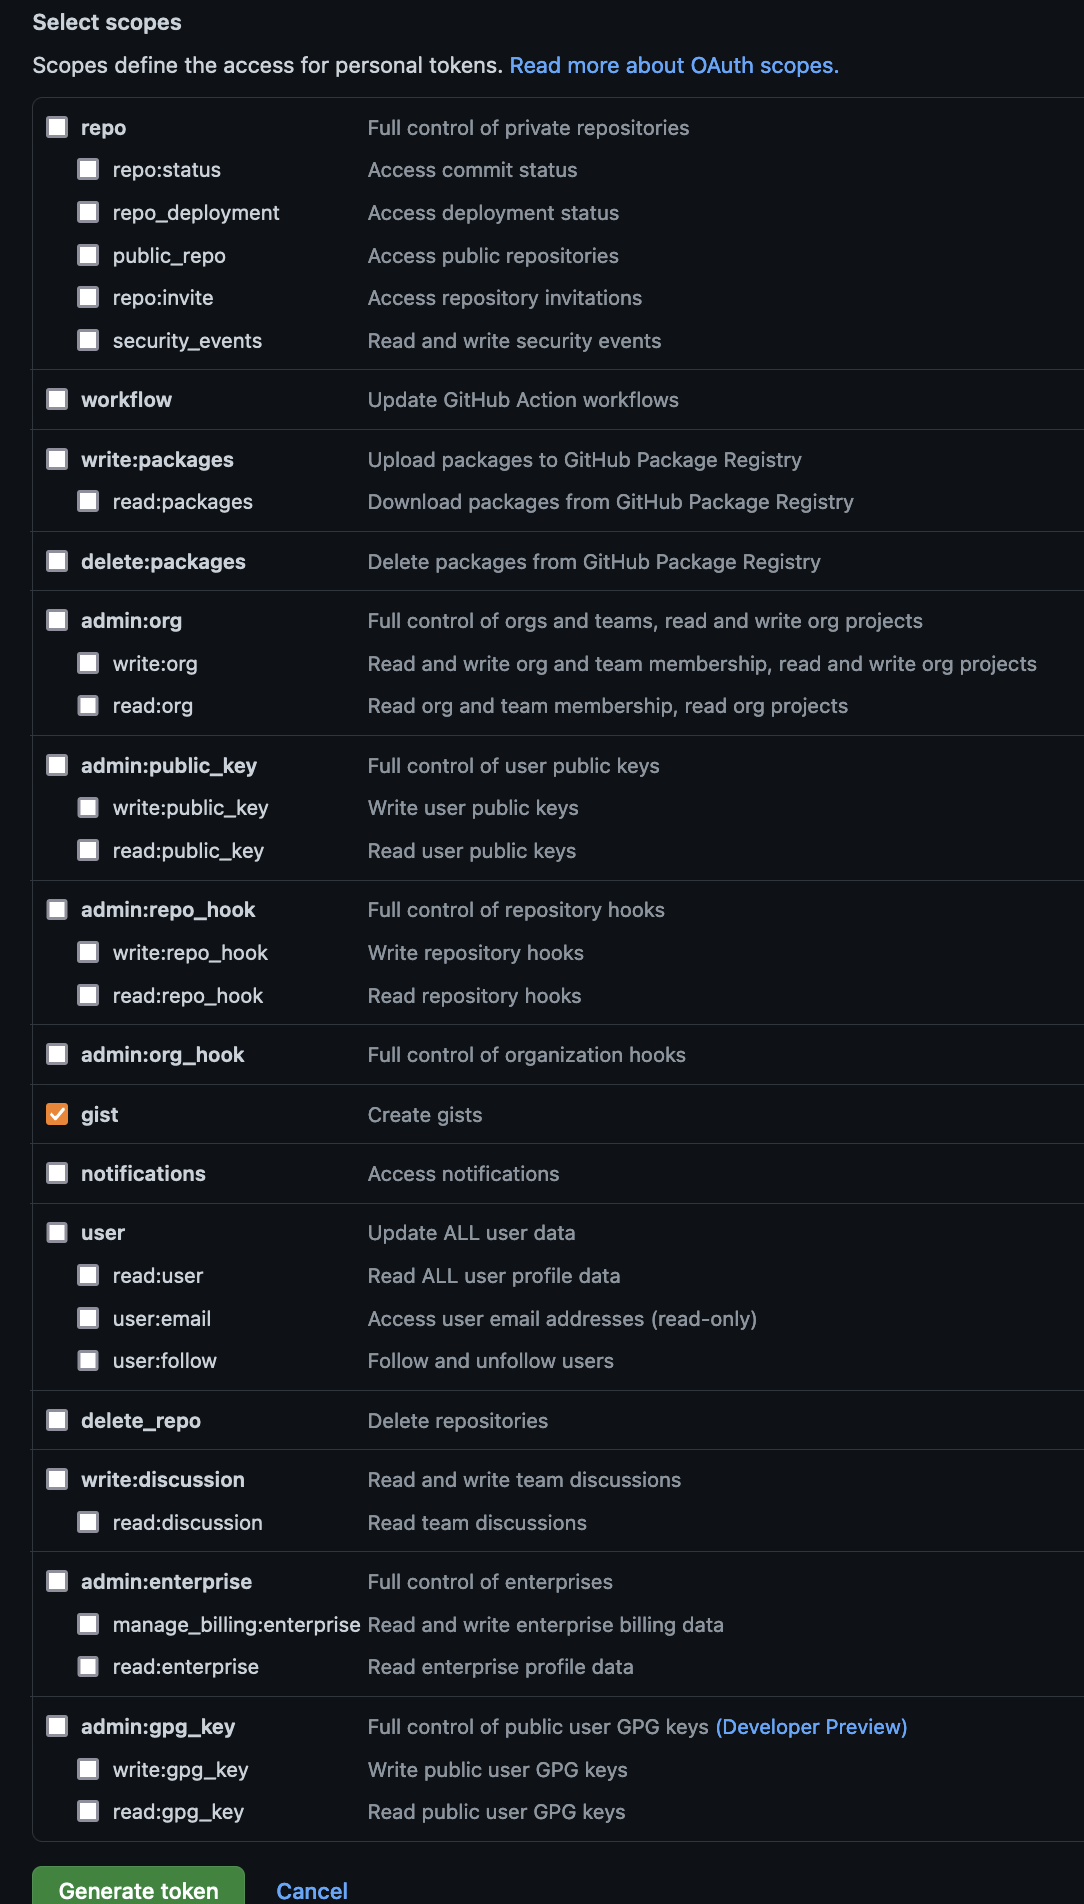 Select scopes
Scopes define the access for personal tokens. Read more about OAuth scopes.
repo Full control of private repositories
repo:status Access commit status
repo_deployment Access deployment status
public_repo Access public repositories
repo:invite Access repository invitations
security_events Read and write security events
workflow Update GitHub Action workflows
write:packages Upload packages to GitHub Package Registry
read:packages Download packages from GitHub Package Registry
delete:packages Delete packages from GitHub Package Registry
admin:org Full control of orgs and teams, read and write org projects
write:org Read and write org and team membership, read and write org projects
read:org Read org and team membership, read org projects
admin:public_key Full control of user public keys
write:public_key Write user public keys
read:public_key Read user public keys
admin:repo_hook Full control of repository hooks
write:repo_hook Write repository hooks
read:repo_hook Read repository hooks
admin:org_hook Full control of organization hooks
gist Create gists
notifications Access notifications
user Update ALL user data
read:user Read ALL user profile data
user:email Access user email addresses (read-only)
user:follow Follow and unfollow users
delete_repo Delete repositories
write:discussion Read and write team discussions
read:discussion Read team discussions
admin:enterprise Full control of enterprises
manage_billing:enterprise Read and write enterprise billing data
read:enterprise Read enterprise profile data
admin:gpg_key Full control of public user GPG keys (Developer Preview)
write:gpg_key Write public user GPG keys
read:gpg_key Read public user GPG keys
Generate token Cancel